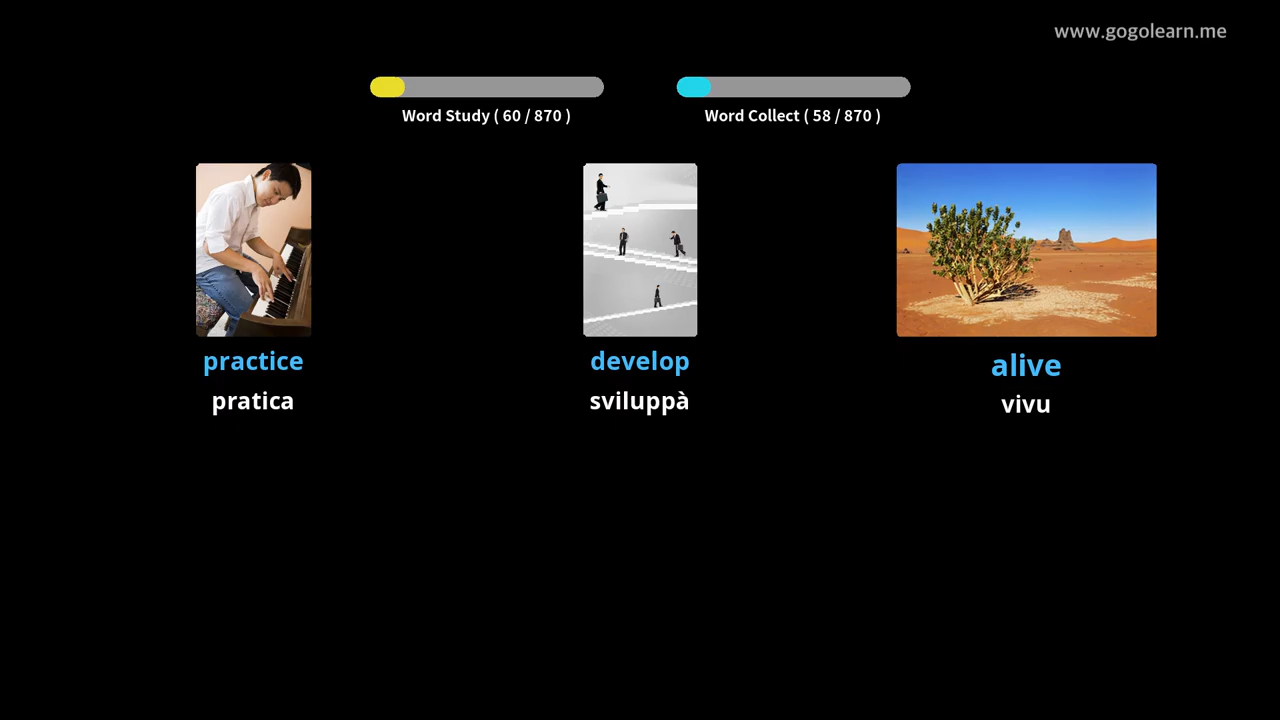 www.gogolearn.me
Word Study ( 60 / 870 )
Word Collect ( 58 / 870 )
practice
pratica
develop
sviluppà
alive
vivu